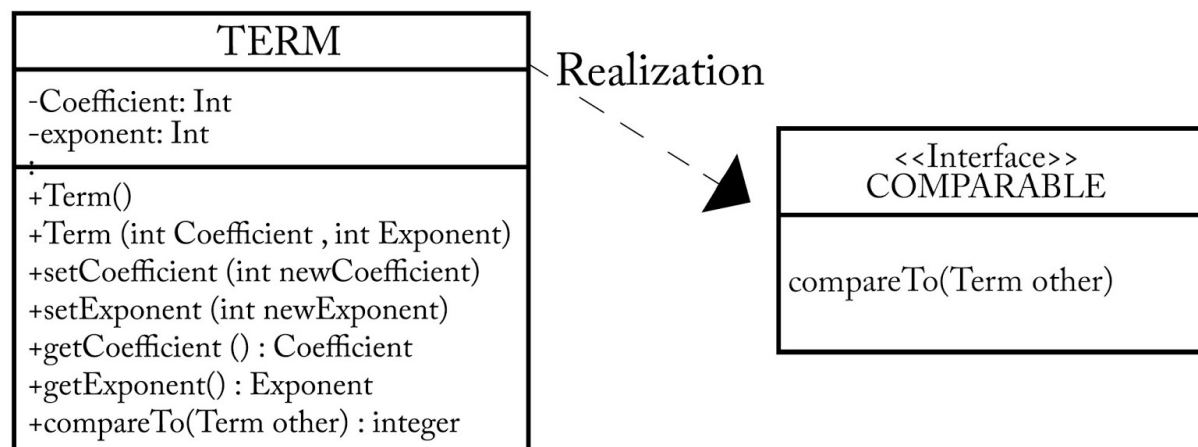 TERM
-Coefficient: Int
-exponent: Int
:
+Term()
+Term (int Coefficient , int Exponent)
+setCoefficient (int newCoefficient)
+setExponent (int newExponent)
+getCoefficient () : Coefficient
+getExponent() : Exponent
+compareTo(Term other) : integer
Realization
<<Interface>>
COMPARABLE
compareTo(Term other)